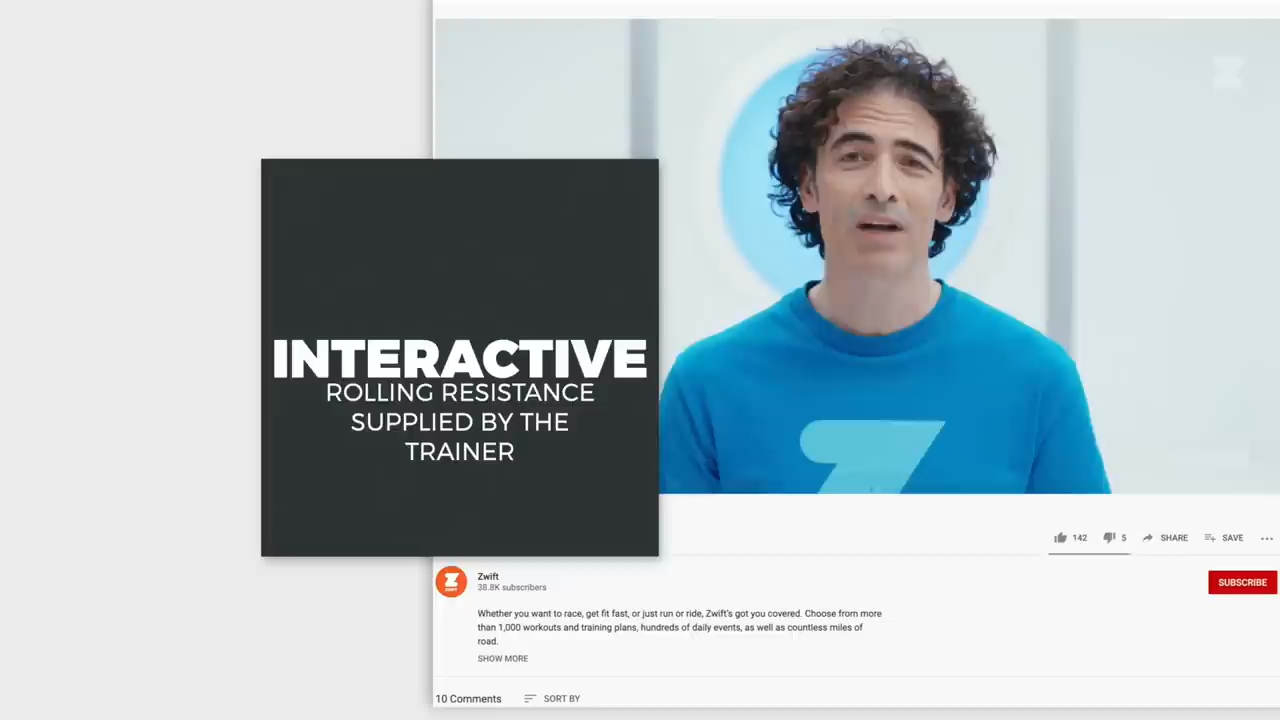 INTERACTIVE
ROLLING RESISTANCE
SUPPLIED BY THE
TRAINER
142
5
SHARE
SAVE
SUBSCRIBE
ZWIFT
Zwift
38.8K subscribers
Whether you want to race, get fit fast, or just run or ride, Zwift's got you covered. Choose from more
than 1,000 workouts and training plans, hundreds of daily events, as well as countless miles of
road.
SHOW MORE
10 Comments
SORT BY